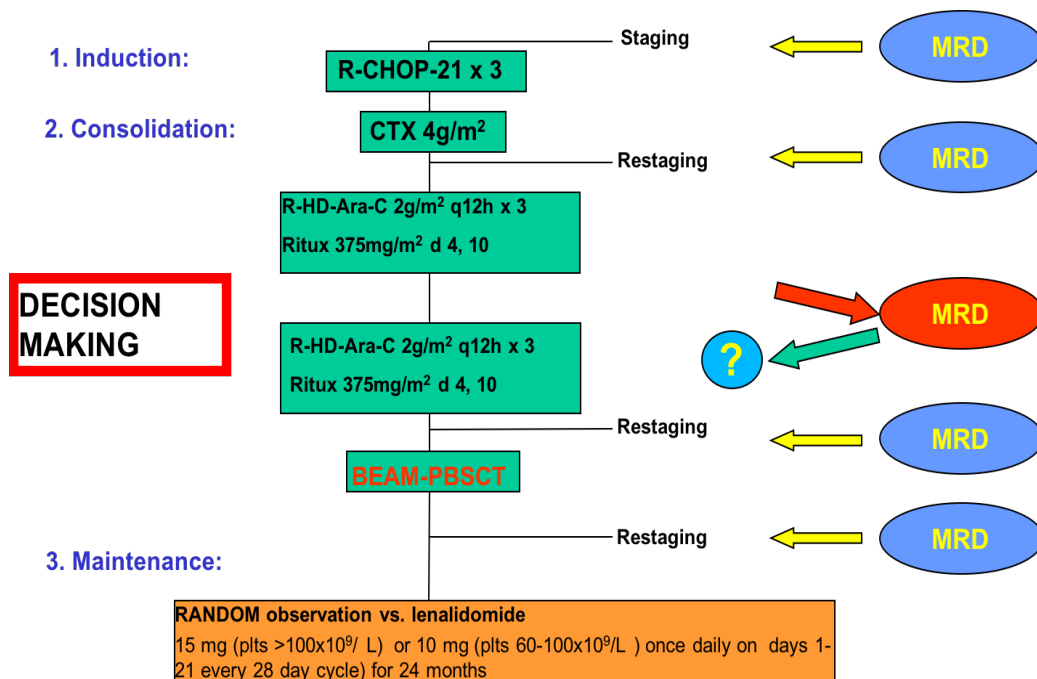 Staging
MRD
1. Induction:
R-CHOP-21 x 3
2. Consolidation:
CTX 4g/m²
Restaging
MRD
R-HD-Ara-C 2g/m² q12h x 3
Ritux 375mg/m² d 4, 10
DECISION
MAKING
MRD
?
R-HD-Ara-C 2g/m² q12h x 3
Ritux 375mg/m² d 4, 10
Restaging
MRD
BEAM-PBSCT
Restaging
MRD
3. Maintenance:
RANDOM observation vs. lenalidomide
15 mg (plts >100x10⁹/ L) or 10 mg (plts 60-100x10⁹/L ) once daily on days 1-
21 every 28 day cycle) for 24 months